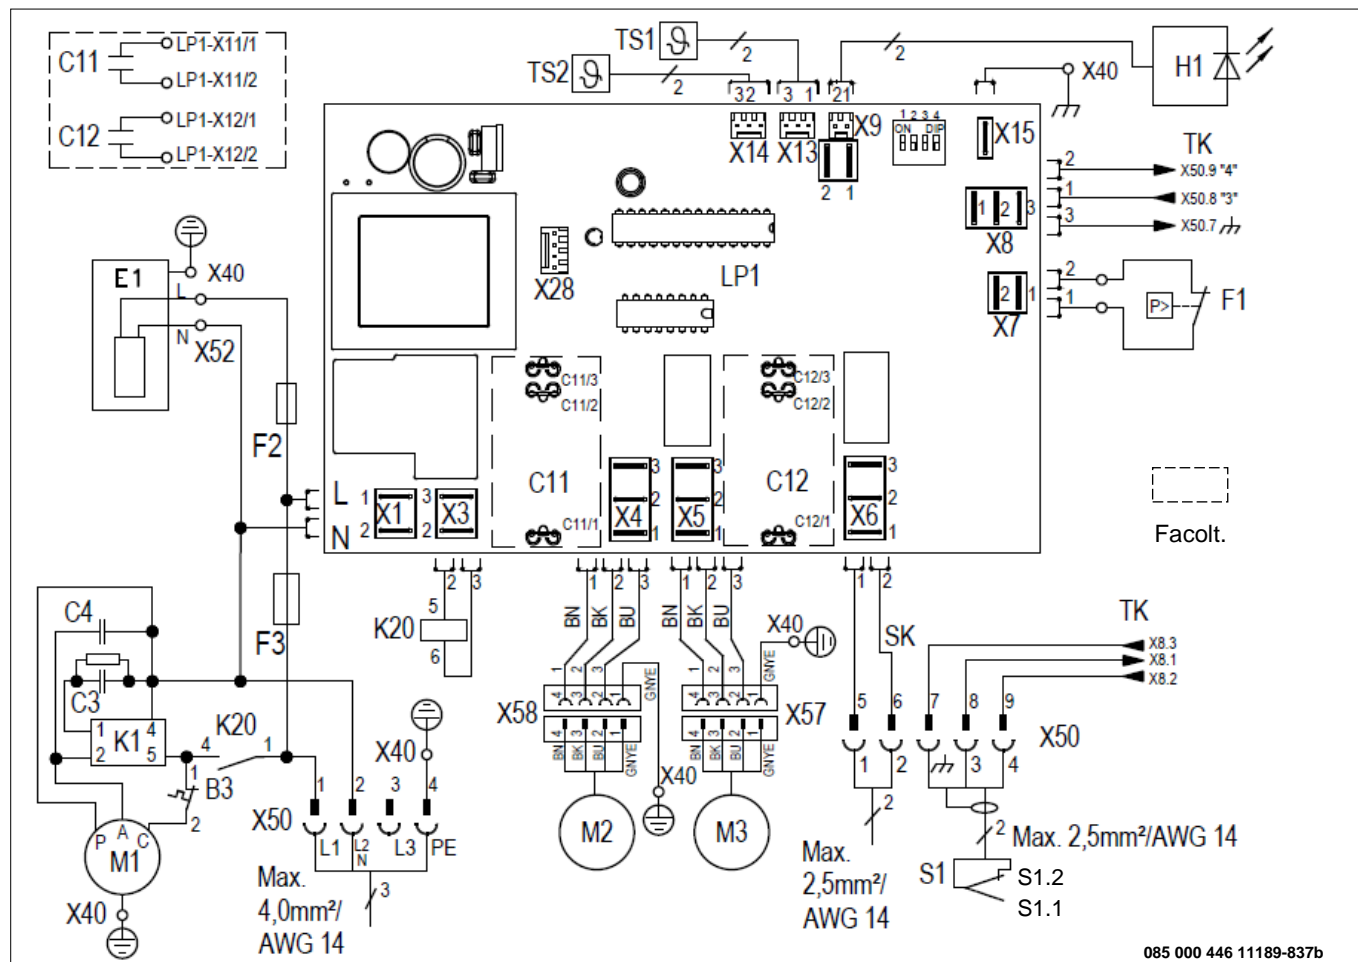 C11
LP1-X11/1
LP1-X11/2
C12
LP1-X12/1
LP1-X12/2
TS1 ϑ 2
TS2 ϑ 2
2
X40
H1
32
3 1
21
X14
X13
X9
2 1
1 2 3 4
ON DIP
X15
TK
2 X50.9 "4"
1 X50.8 "3"
3 X50.7
1 2 3
X8
2 1
X7
2
1
P>
F1
X28
LP1
E1
X40
L
N
X52
F2
F3
L
N
1
2
X1
3
2
X3
C11/3
C11/2
C11
C11/1
3
2
1
X4
3
2
1
X5
C12/3
C12/2
C12
C12/1
3
2
1
X6
Facolt.
2 3
5
K20
6
1 2 3
BN BK BU
1 2 3
GNYE
4 3 2 1
X58
4 3 2 1
BN BK BU GNYE
M2
X40
1 2 3
BN BK BU
X40
1 2 3
GNYE
4 3 2 1
X57
4 3 2 1
BN BK BU GNYE
M3
1 2
SK
TK
X8.3
X8.1
X8.2
5 6 7 8 9
X50
1 2 3 4
2
Max.
2,5mm²/
AWG 14
2
Max. 2,5mm²/AWG 14
S1
S1.2
S1.1
C4
C3
1 4
K1
2 5
K20
4 1
1
B3
2
P A C
M1
X40
X40
1 2 3 4
X50
L1 L2 L3 PE
N
3
Max.
4,0mm²/
AWG 14
085 000 446 11189-837b